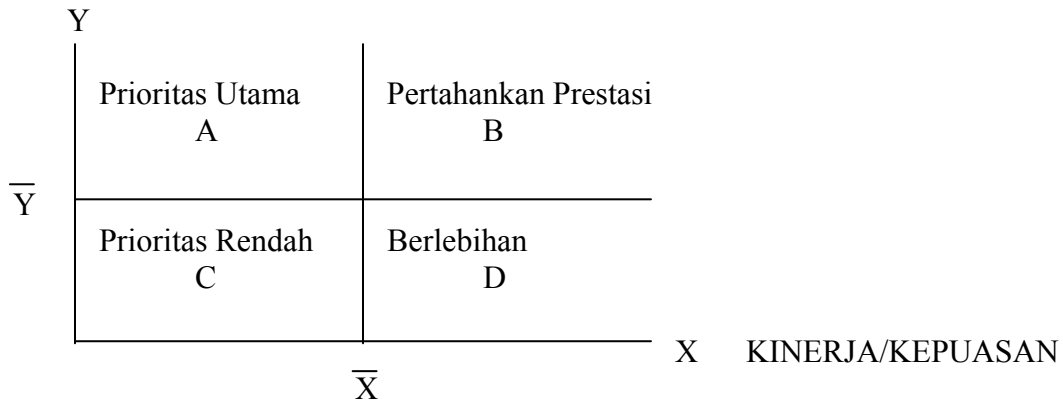 Y
Prioritas Utama
A
Pertahankan Prestasi
B
Y̅
Prioritas Rendah
C
Berlebihan
D
X KINERJA/KEPUASAN
X̅